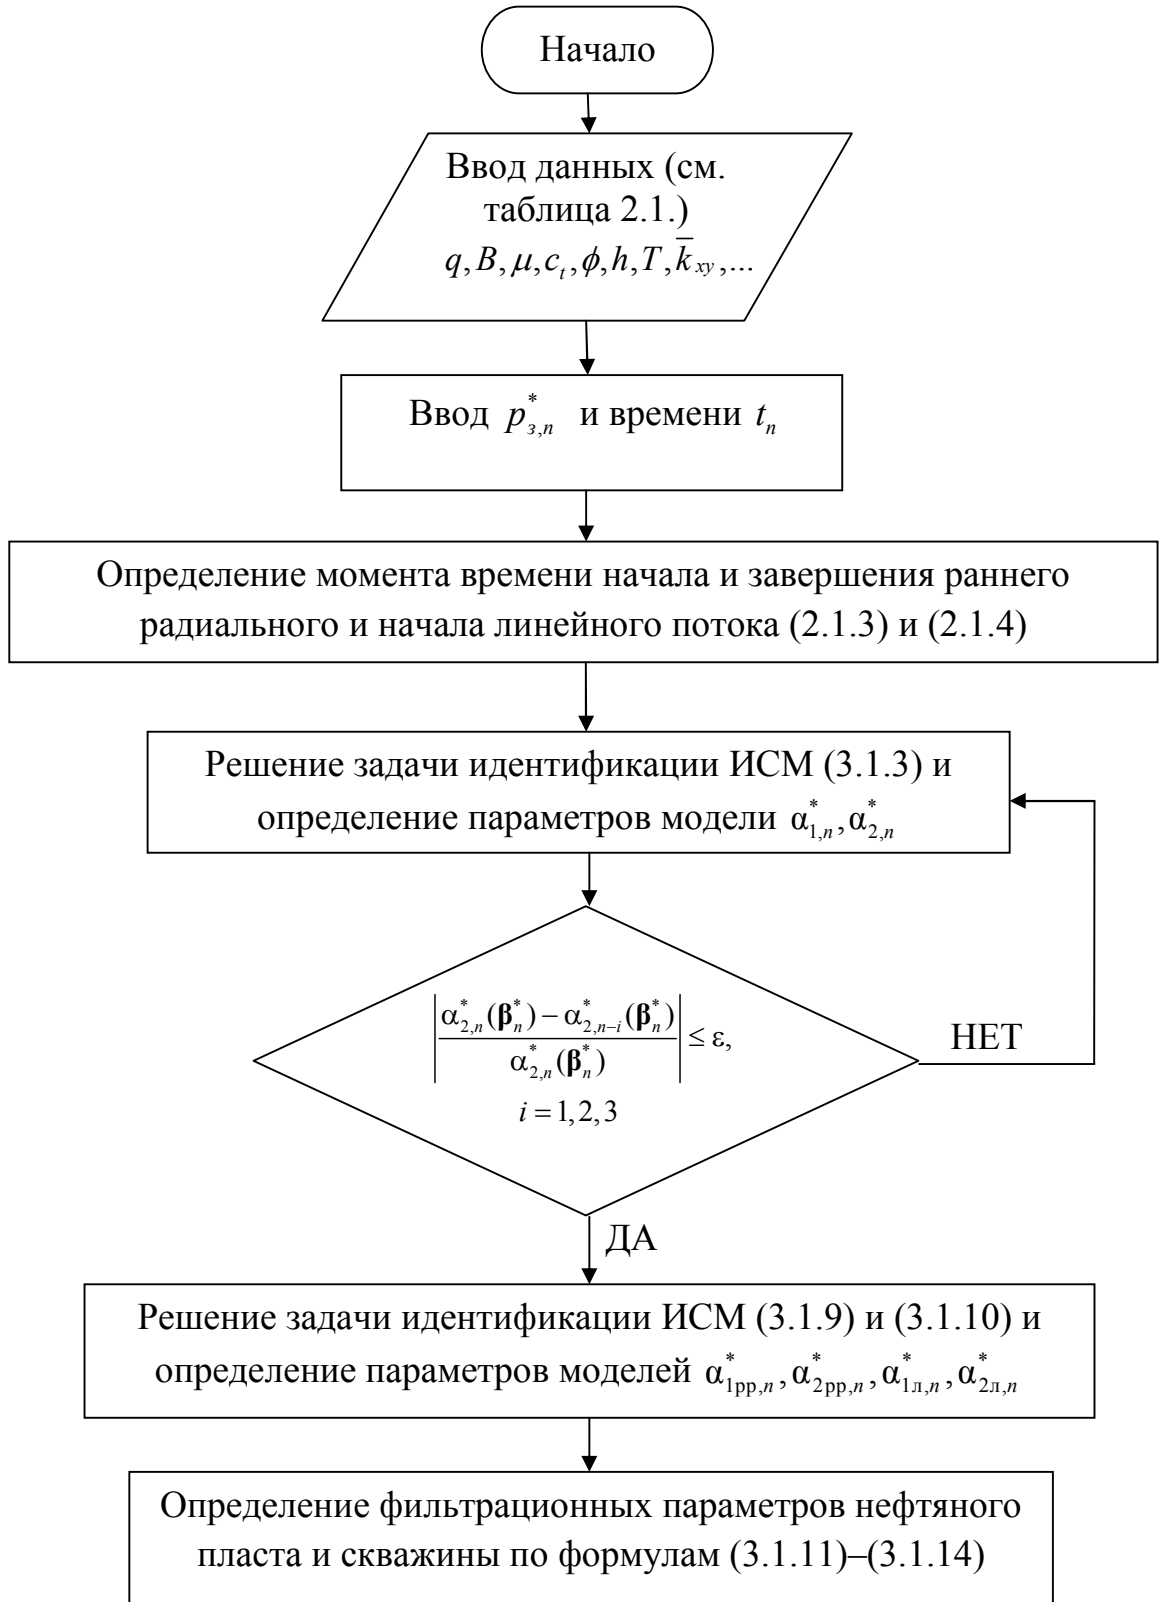 Начало
Ввод данных (см.
таблица 2.1.)
q, B, μ, c_t, ϕ, h, T, k̅_xy, ...
Ввод p*_з,n и времени t_n
Определение момента времени начала и завершения раннего
радиального и начала линейного потока (2.1.3) и (2.1.4)
Решение задачи идентификации ИСМ (3.1.3) и
определение параметров модели α*_1,n, α*_2,n
|(α*_2,n(β*_n) − α*_2,n−i(β*_n)) / α*_2,n(β*_n)| ≤ ε,
i = 1, 2, 3
НЕТ
ДА
Решение задачи идентификации ИСМ (3.1.9) и (3.1.10) и
определение параметров моделей α*_1рр,n, α*_2рр,n, α*_1л,n, α*_2л,n
Определение фильтрационных параметров нефтяного
пласта и скважины по формулам (3.1.11)–(3.1.14)